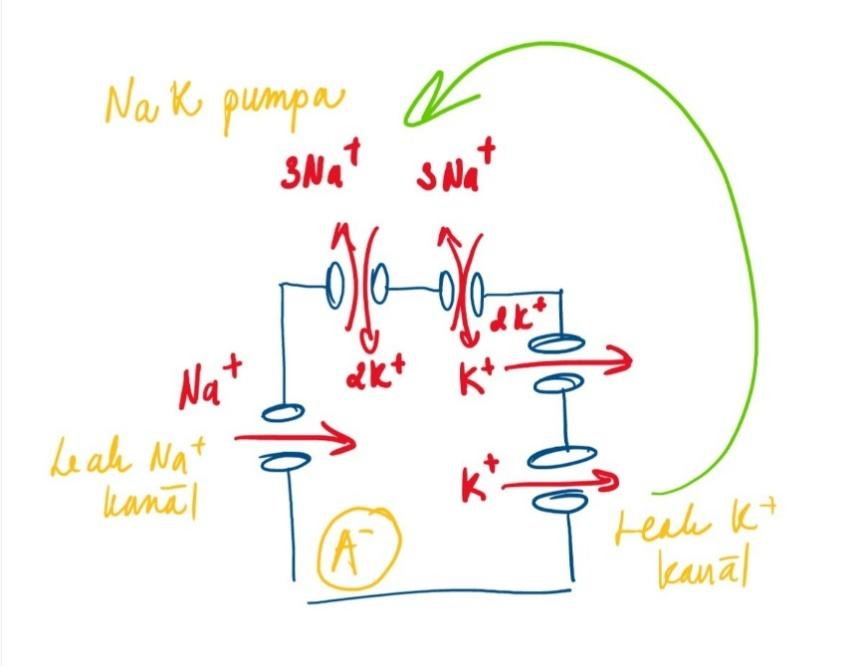 Na K pumpa
3Na⁺ 3Na⁺
2K⁺
2K⁺
Na⁺
K⁺
Leak Na⁺
kanāl
K⁺
A⁻
Leak K⁺
kanāl